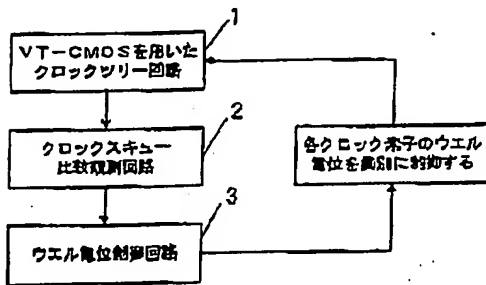 1
VT-CMOSを用いた
クロックツリー回路
2
クロックスキュー
比較観測回路
3
ウエル電位制御回路
各クロック素子のウエル
電位を個別に制御する